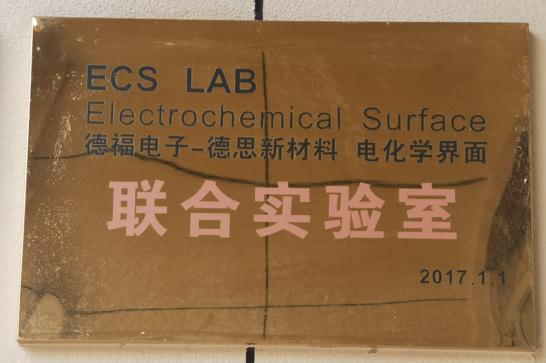 ECS LAB
Electrochemical Surface
德福电子-德思新材料 电化学界面
联合实验室
2017.1.1